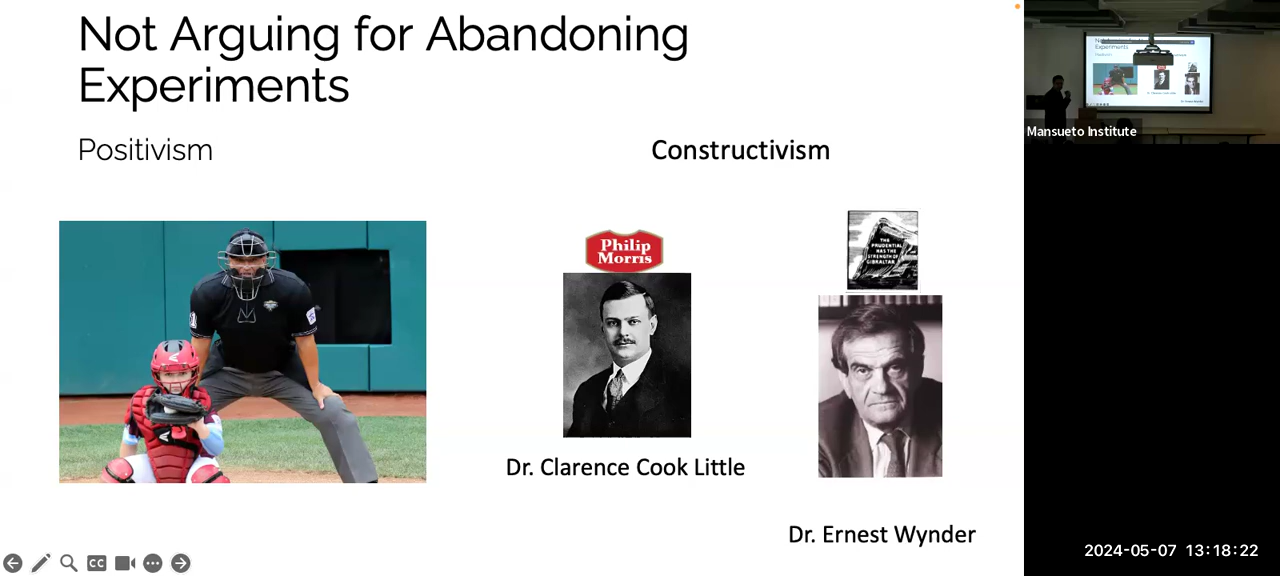 Not Arguing for Abandoning
Experiments
Positivism
Constructivism
Philip
Morris
THE
PRUDENTIAL
HAS THE
STRENGTH OF
GIBRALTAR
Dr. Clarence Cook Little
Dr. Ernest Wynder
CC
Mansueto Institute
2024-05-07 13:18:22